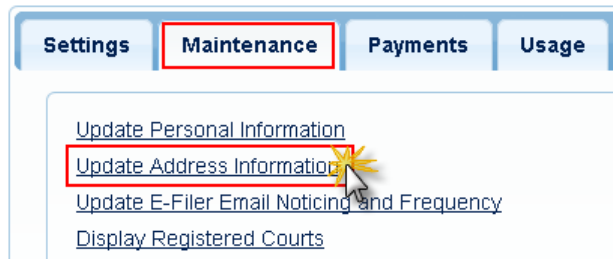 Settings Maintenance Payments Usage
Update Personal Information
Update Address Information
Update E-Filer Email Noticing and Frequency
Display Registered Courts